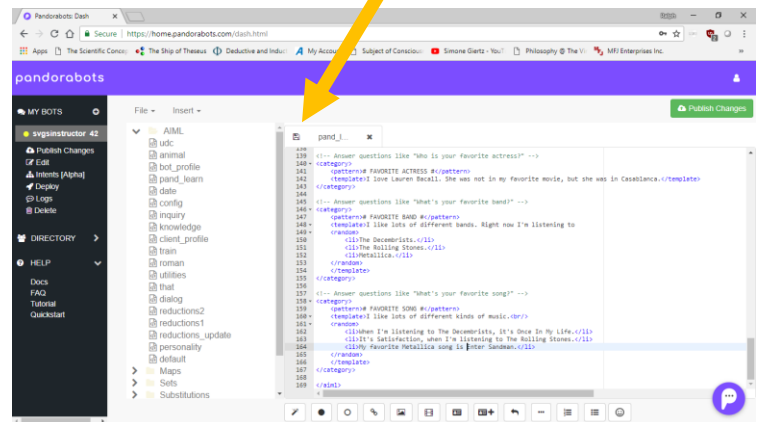 Pandorabots: Dash
Secure | https://home.pandorabots.com/dash.html
Apps The Scientific Concep The Ship of Theseus Deductive and Induc My Accou Subject of Conscious Simone Giertz - You Philosophy @ The Vi MFJ Enterprises Inc. »
pandorabots
MY BOTS
File Insert
Publish Changes
svgsinstructor 42
Publish Changes
Edit
Intents [Alpha]
Deploy
Logs
Delete
DIRECTORY
HELP
Docs
FAQ
Tutorial
Quickstart
AIML
udc
animal
bot_profile
pand_learn
date
config
inquiry
knowledge
client_profile
train
roman
utilities
that
dialog
reductions2
reductions1
reductions_update
personality
default
Maps
Sets
Substitutions
pand_l...
138
139 <!-- Answer questions like "Who is your favorite actress?" -->
140 <category>
141 <pattern># FAVORITE ACTRESS #</pattern>
142 <template>I love Lauren Bacall. She was not in my favorite movie, but she was in Casablanca.</template>
143 </category>
144
145 <!-- Answer questions like "What's your favorite band?" -->
146 <category>
147 <pattern># FAVORITE BAND #</pattern>
148 <template>I like lots of different bands. Right now I'm listening to
149 <random>
150 <li>The Decembrists.</li>
151 <li>The Rolling Stones.</li>
152 <li>Metallica.</li>
153 </random>
154 </template>
155 </category>
156
157 <!-- Answer questions like "What's your favorite song?" -->
158 <category>
159 <pattern># FAVORITE SONG #</pattern>
160 <template>I like lots of different kinds of music.<br/>
161 <random>
162 <li>When I'm listening to The Decembrists, it's Once In My Life.</li>
163 <li>It's Satisfaction, when I'm listening to The Rolling Stones.</li>
164 <li>My favorite Metallica song is Enter Sandman.</li>
165 </random>
166 </template>
167 </category>
168
169 </aiml>